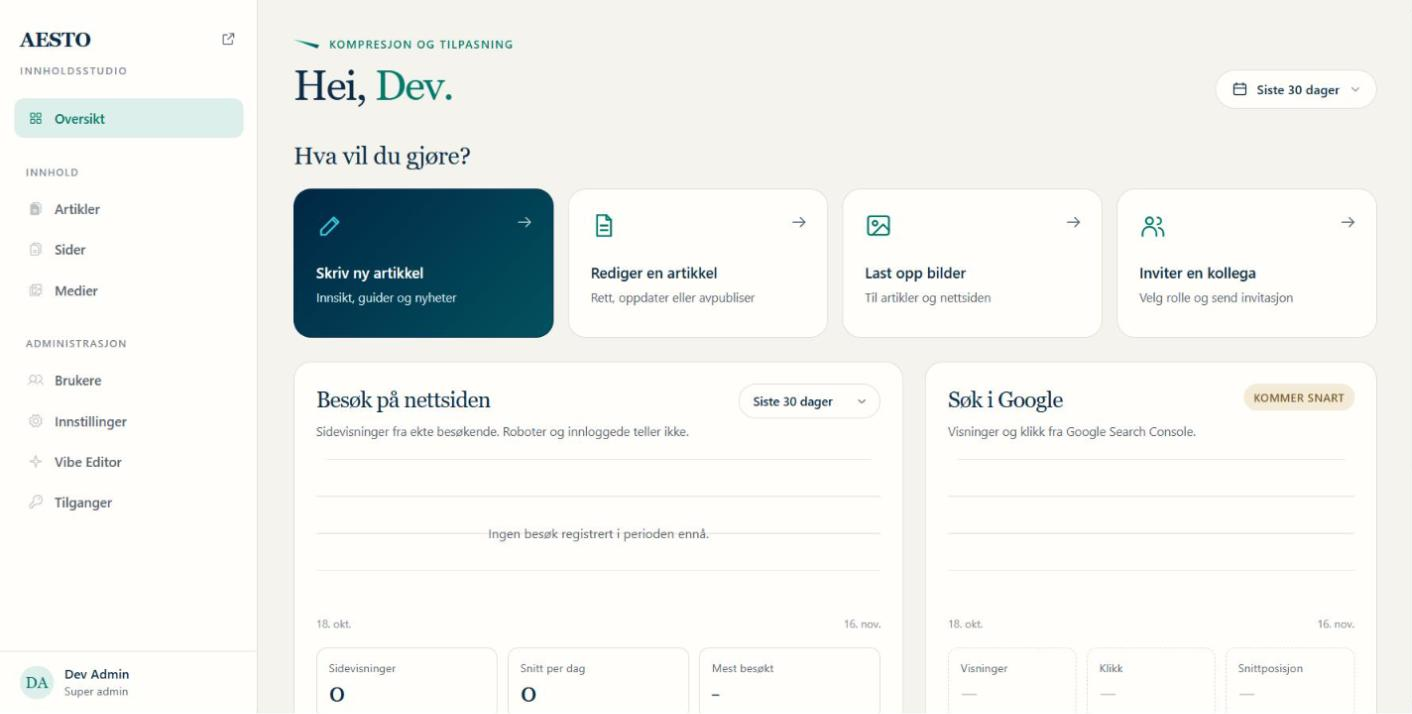 AESTO
INNHOLDSSTUDIO
Oversikt
INNHOLD
Artikler
Sider
Medier
ADMINISTRASJON
Brukere
Innstillinger
Vibe Editor
Tilganger
DA
Dev Admin
Super admin
KOMPRESJON OG TILPASNING
Hei, Dev.
Siste 30 dager
Hva vil du gjøre?
Skriv ny artikkel
Innsikt, guider og nyheter
Rediger en artikkel
Rett, oppdater eller avpubliser
Last opp bilder
Til artikler og nettsiden
Inviter en kollega
Velg rolle og send invitasjon
Besøk på nettsiden
Siste 30 dager
Sidevisninger fra ekte besøkende. Roboter og innloggede teller ikke.
Ingen besøk registrert i perioden ennå.
18. okt.
16. nov.
Sidevisninger
0
Snitt per dag
0
Mest besøkt
–
Søk i Google
KOMMER SNART
Visninger og klikk fra Google Search Console.
18. okt.
16. nov.
Visninger
—
Klikk
—
Snittposisjon
—